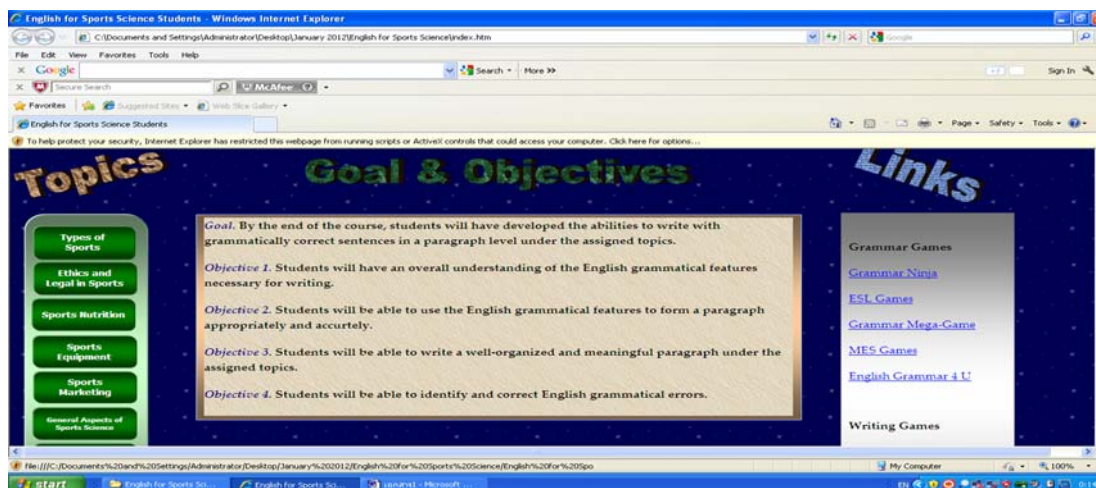 English for Sports Science Students - Windows Internet Explorer
C:\Documents and Settings\Administrator\Desktop\January 2012\English for Sports Science\index.htm
Google
File Edit View Favorites Tools Help
Google
Search
More >>
Sign In
Secure Search
McAfee
Favorites
Suggested Sites
Web Slice Gallery
English for Sports Science Students
Page
Safety
Tools
To help protect your security, Internet Explorer has restricted this webpage from running scripts or ActiveX controls that could access your computer. Click here for options...
Topics
Goal & Objectives
Links
Types of
Sports
Ethics and
Legal in Sports
Sports Nutrition
Sports
Equipment
Sports
Marketing
General Aspects of
Sports Science
Goal. By the end of the course, students will have developed the abilities to write with
grammatically correct sentences in a paragraph level under the assigned topics.
Objective 1. Students will have an overall understanding of the English grammatical features
necessary for writing.
Objective 2. Students will be able to use the English grammatical features to form a paragraph
appropriately and accurtely.
Objective 3. Students will be able to write a well-organized and meaningful paragraph under the
assigned topics.
Objective 4. Students will be able to identify and correct English grammatical errors.
Grammar Games
Grammar Ninja
ESL Games
Grammar Mega-Game
MES Games
English Grammar 4 U
Writing Games
file:///C:/Documents%20and%20Settings/Administrator/Desktop/January%202012/English%20for%20Sports%20Science/English%20for%20Spo
My Computer
100%
start
English for Sports Sci...
English for Sports Sci...
- Microsoft ...
EN